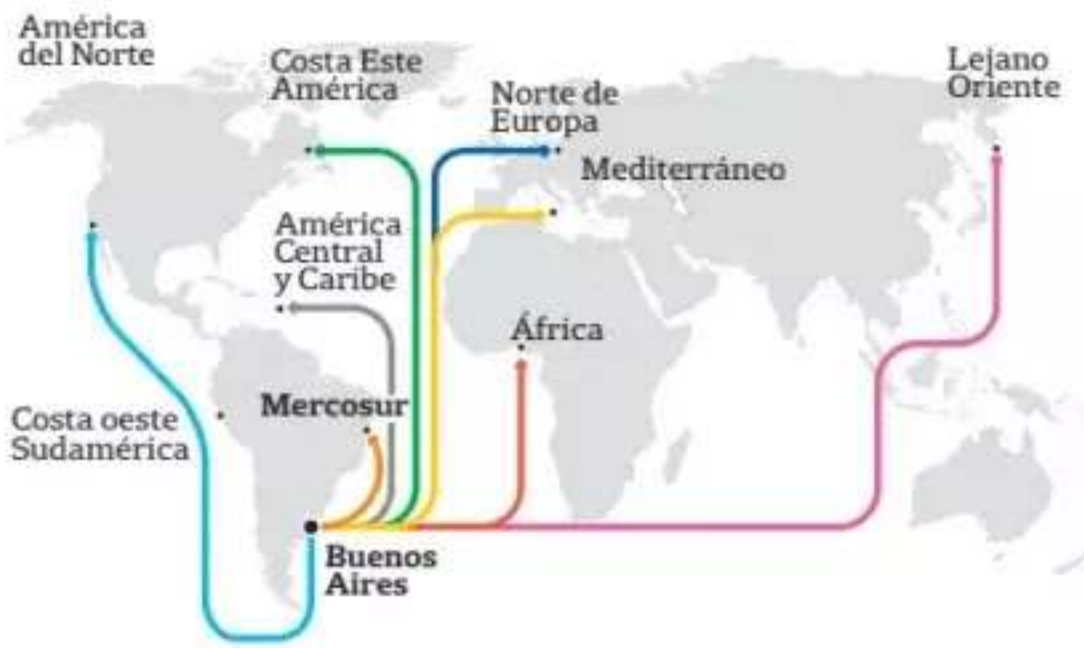 América
del Norte
Costa Este
América
Norte de
Europa
Lejano
Oriente
Mediterráneo
América
Central
y Caribe
África
Costa oeste
Sudamérica
Mercosur
Buenos
Aires